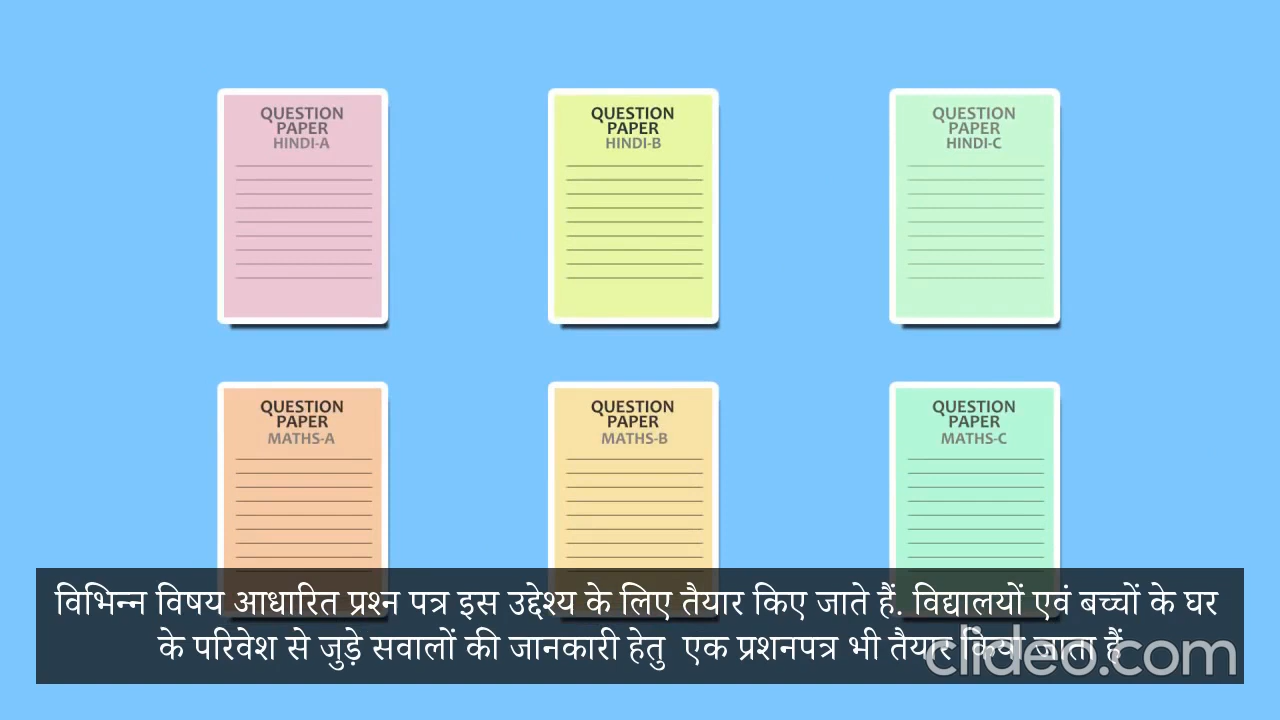 QUESTION
PAPER
HINDI-A
QUESTION
PAPER
HINDI-B
QUESTION
PAPER
HINDI-C
QUESTION
PAPER
MATHS-A
QUESTION
PAPER
MATHS-B
QUESTION
PAPER
MATHS-C
विभिन्न विषय आधारित प्रश्न पत्र इस उद्देश्य के लिए तैयार किए जाते हैं. विद्यालयों एवं बच्चों के घर
के परिवेश से जुड़े सवालों की जानकारी हेतु  एक प्रशनपत्र भी तैयार किया जाता हैं
clideo.com